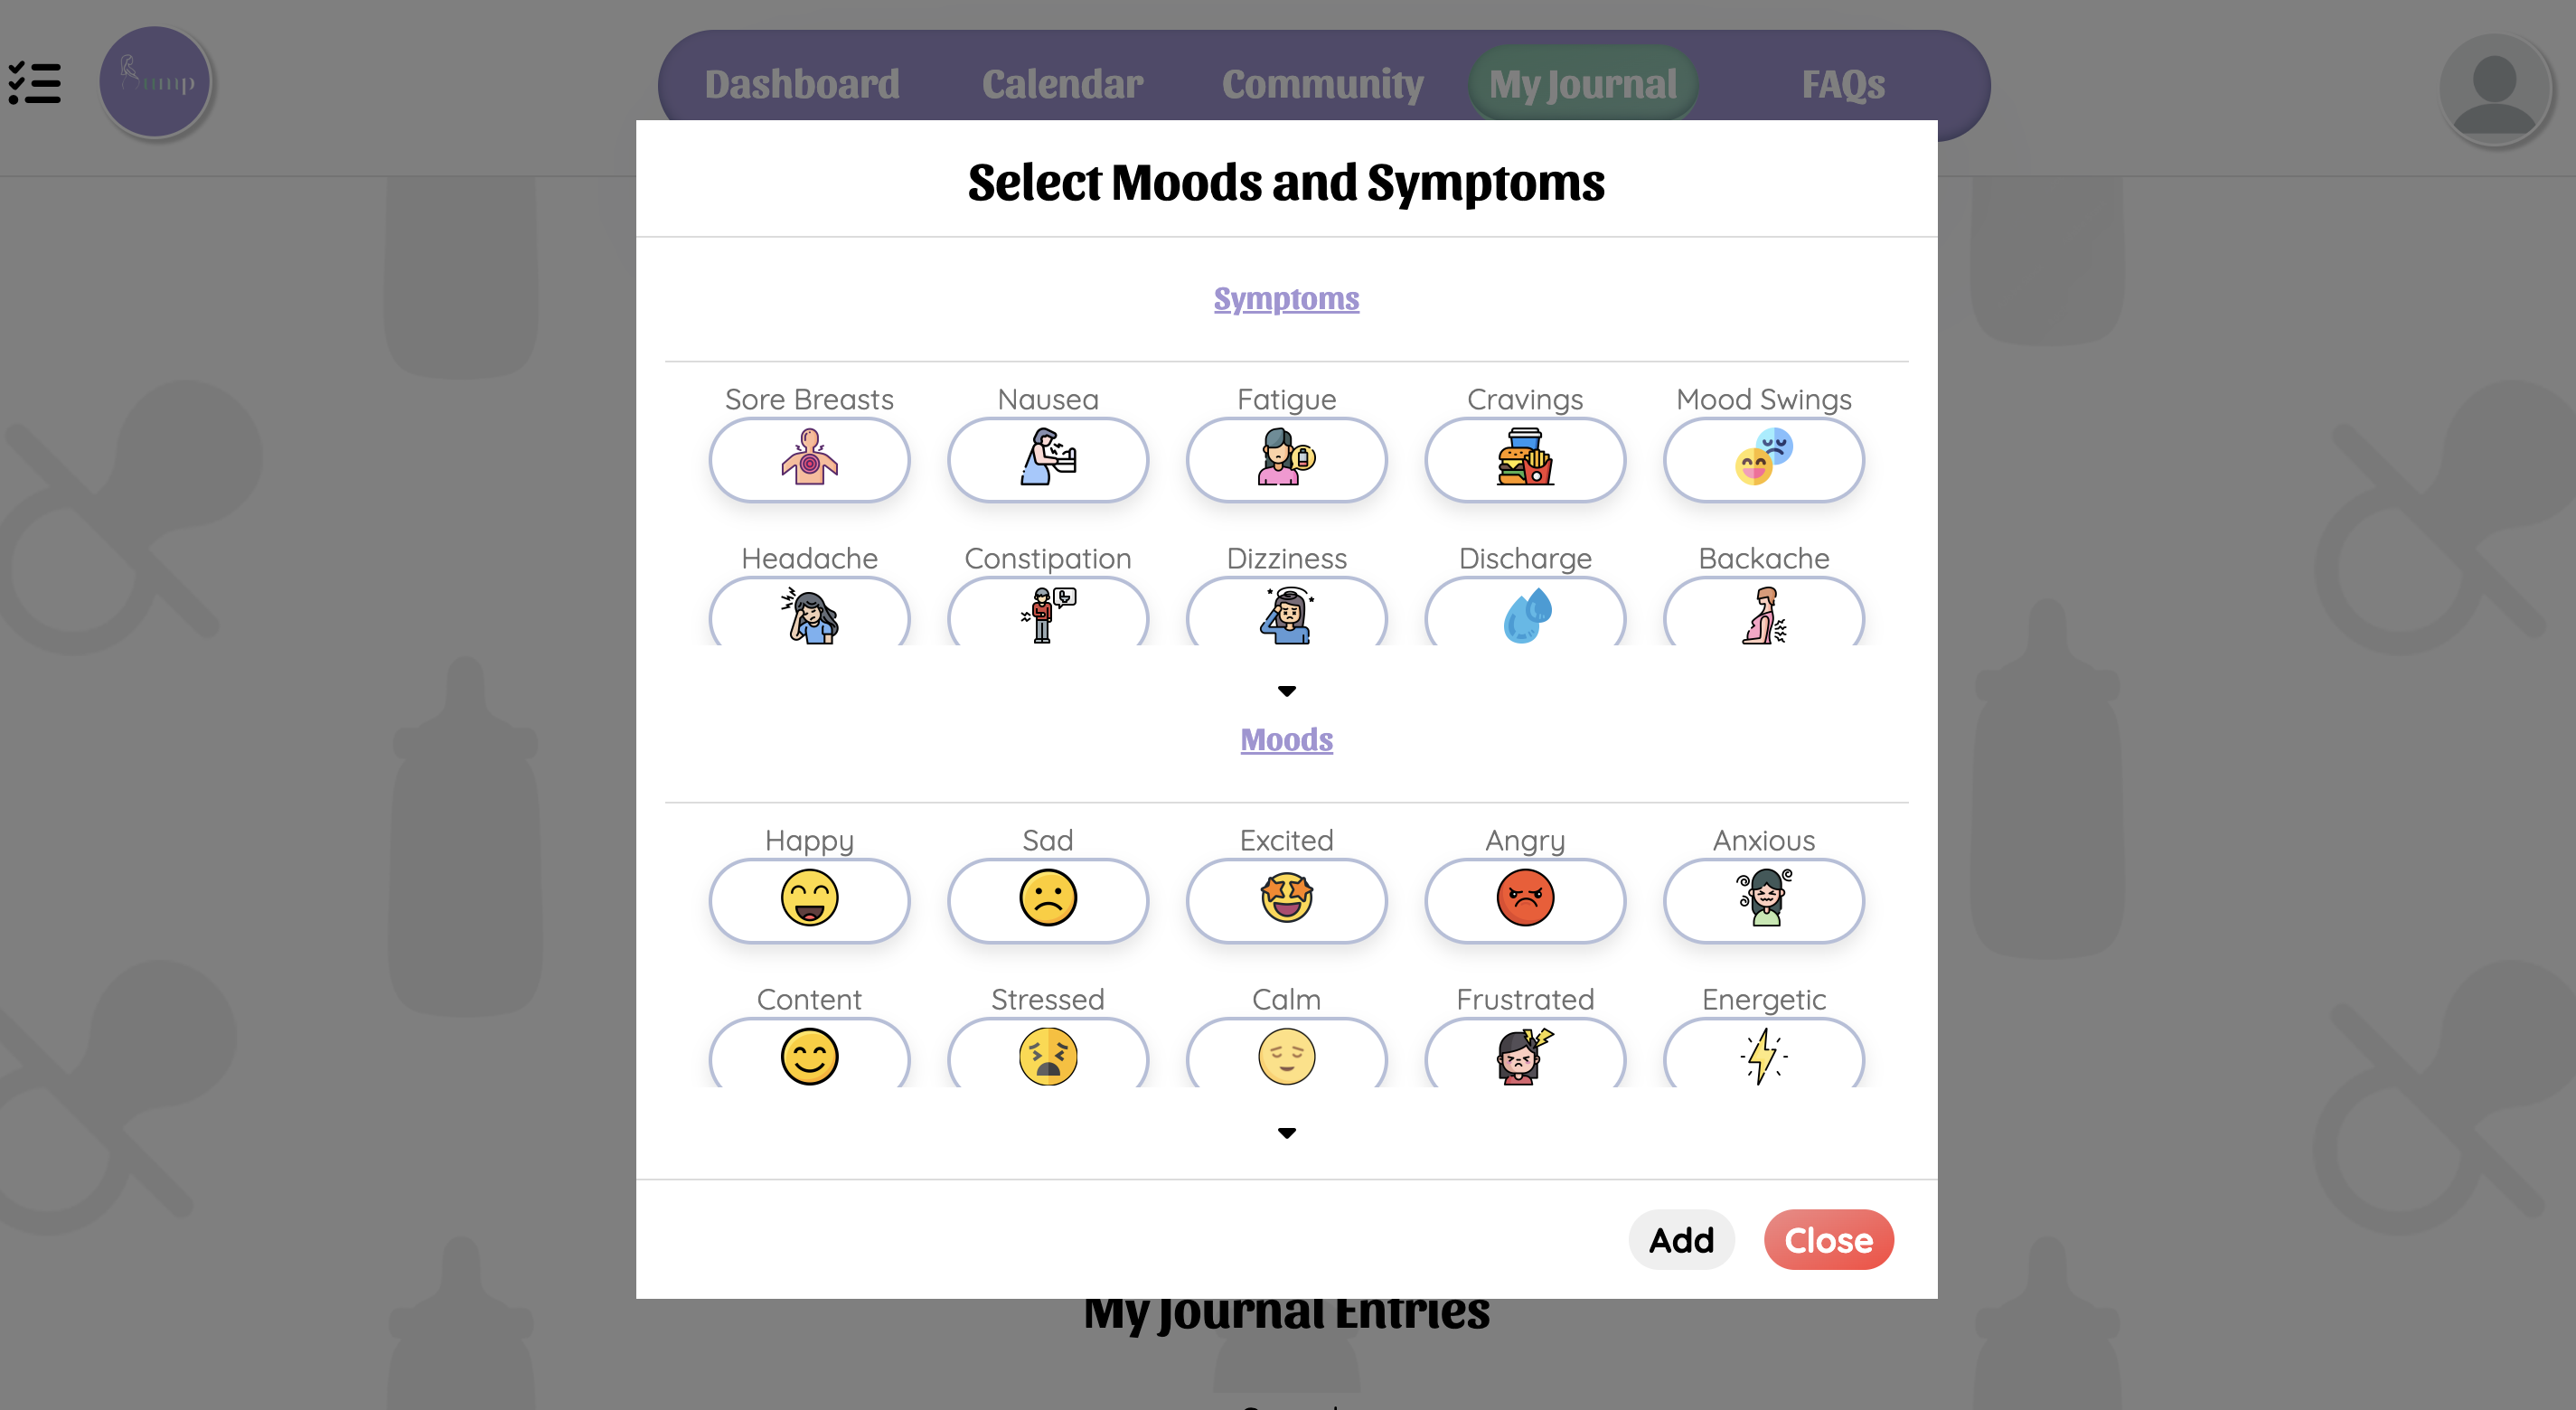 Bump
Dashboard Calendar Community My Journal FAQs
Select Moods and Symptoms
Symptoms
Sore Breasts Nausea Fatigue Cravings Mood Swings
Headache Constipation Dizziness Discharge Backache
Moods
Happy Sad Excited Angry Anxious
Content Stressed Calm Frustrated Energetic
Add Close
My Journal Entries